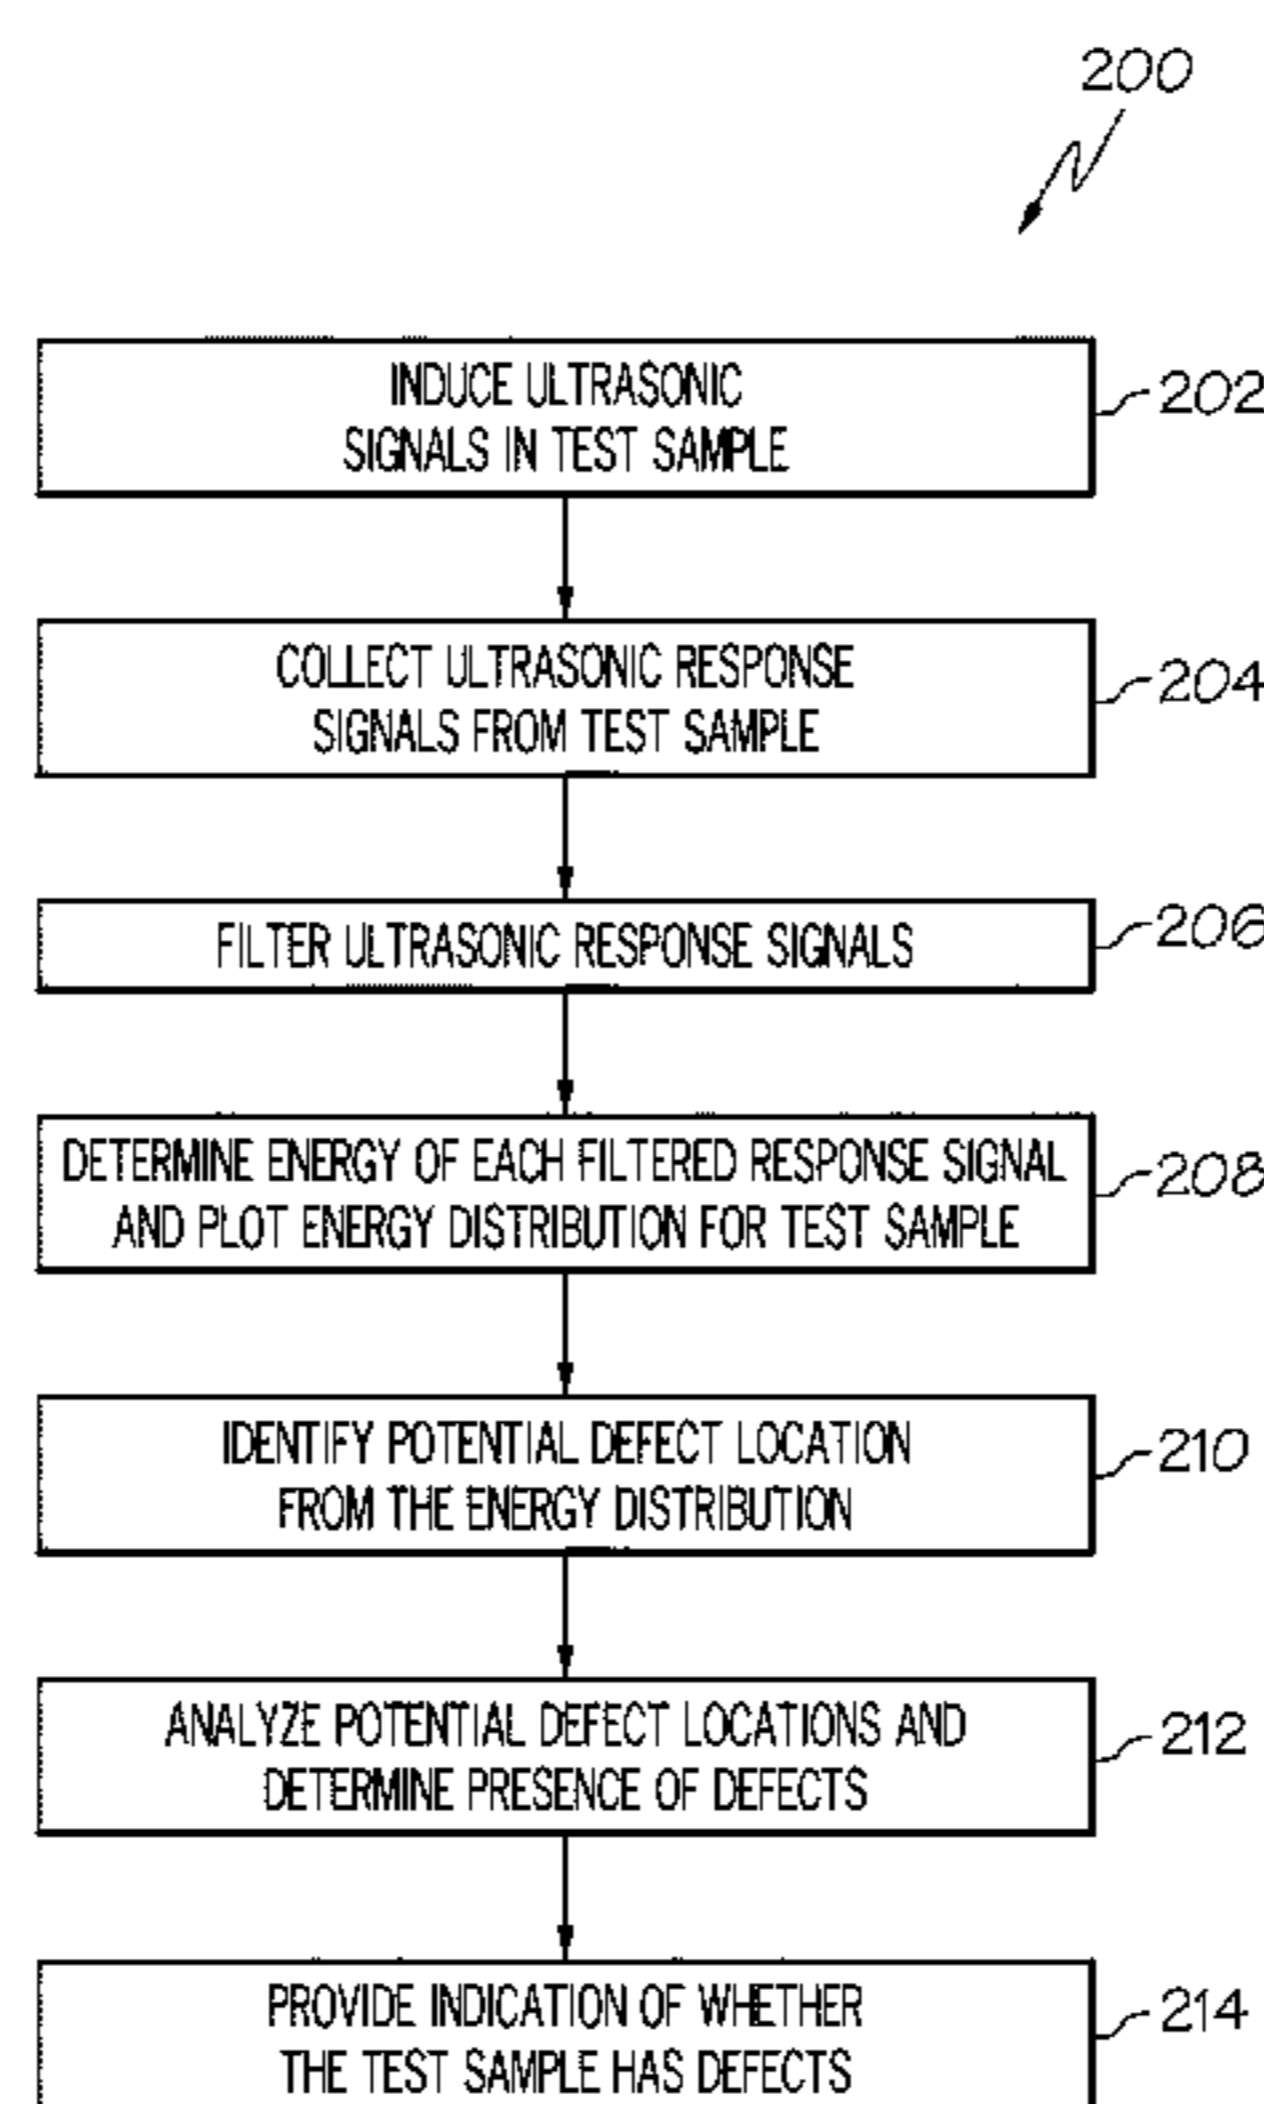 200
INDUCE ULTRASONIC
SIGNALS IN TEST SAMPLE
202
COLLECT ULTRASONIC RESPONSE
SIGNALS FROM TEST SAMPLE
204
FILTER ULTRASONIC RESPONSE SIGNALS
206
DETERMINE ENERGY OF EACH FILTERED RESPONSE SIGNAL
AND PLOT ENERGY DISTRIBUTION FOR TEST SAMPLE
208
IDENTIFY POTENTIAL DEFECT LOCATION
FROM THE ENERGY DISTRIBUTION
210
ANALYZE POTENTIAL DEFECT LOCATIONS AND
DETERMINE PRESENCE OF DEFECTS
212
PROVIDE INDICATION OF WHETHER
THE TEST SAMPLE HAS DEFECTS
214